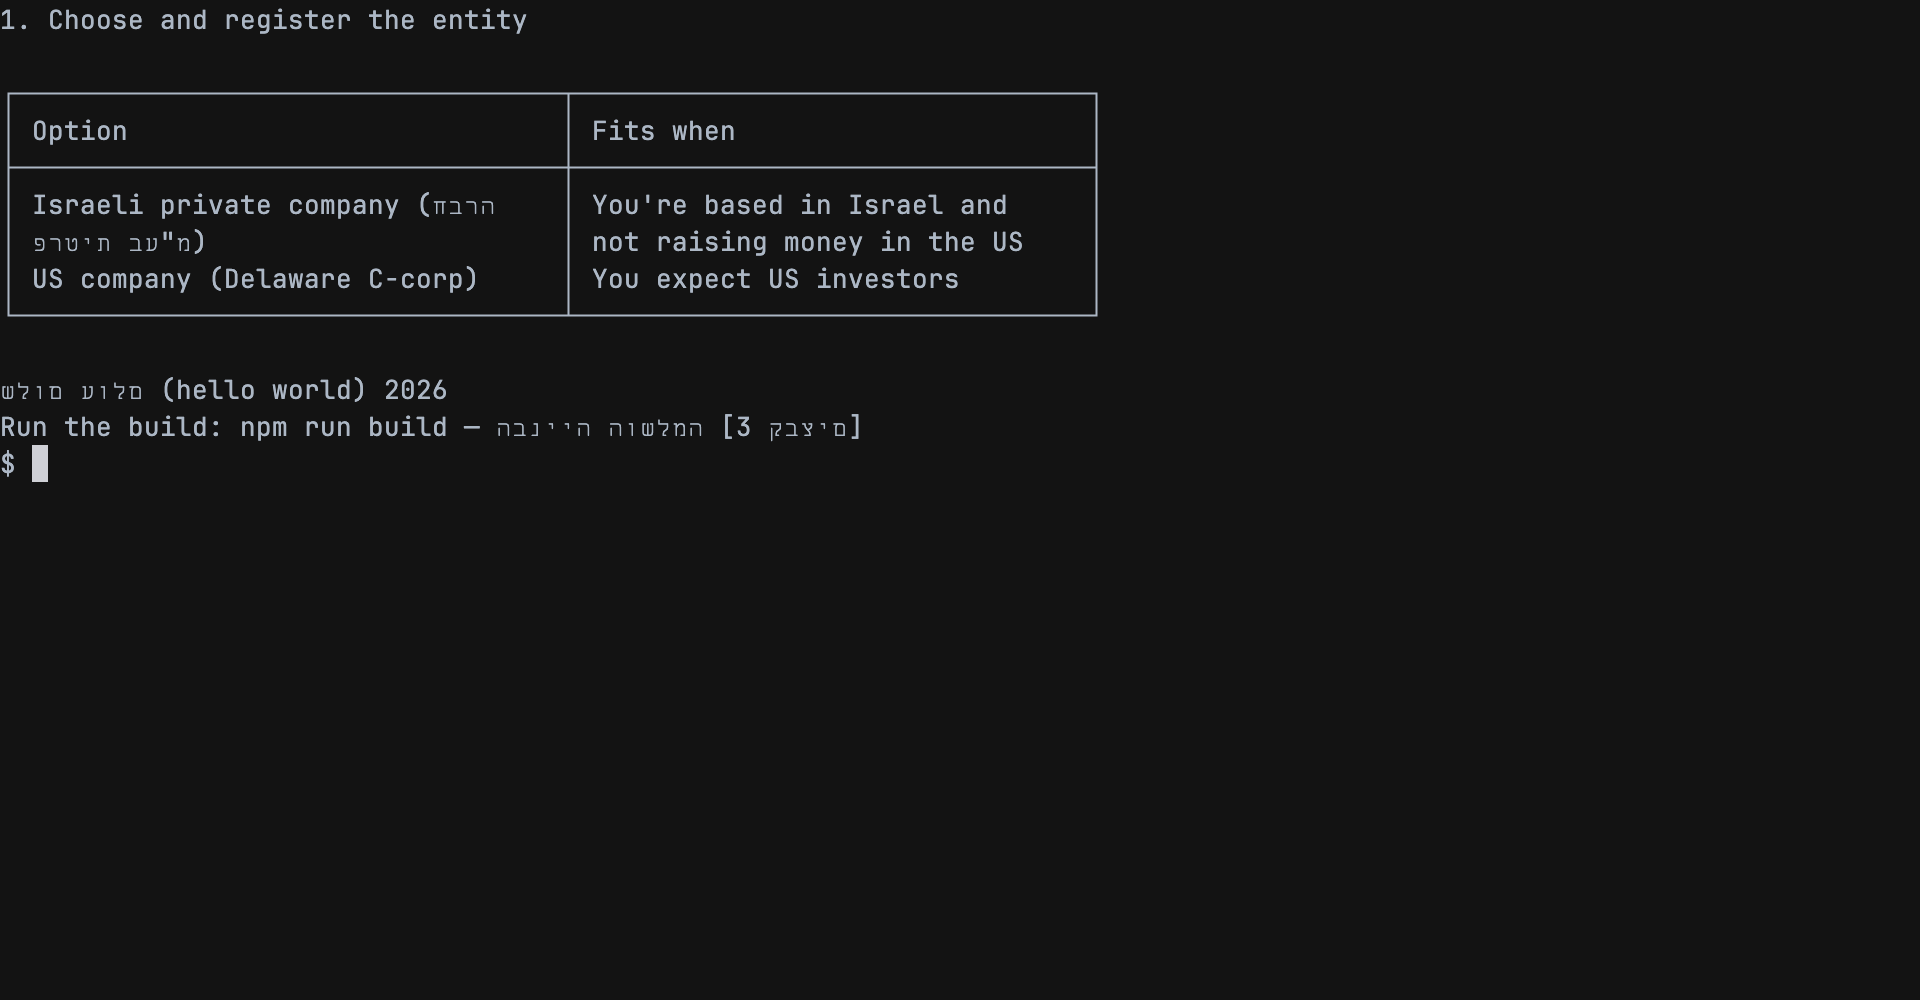 1. Choose and register the entity
Option
Fits when
Israeli private company (חברה
פרטית בע"מ)
US company (Delaware C-corp)
You're based in Israel and
not raising money in the US
You expect US investors
שלום עולם (hello world) 2026
Run the build: npm run build — הבנייה הושלמה [3 קבצים]
$